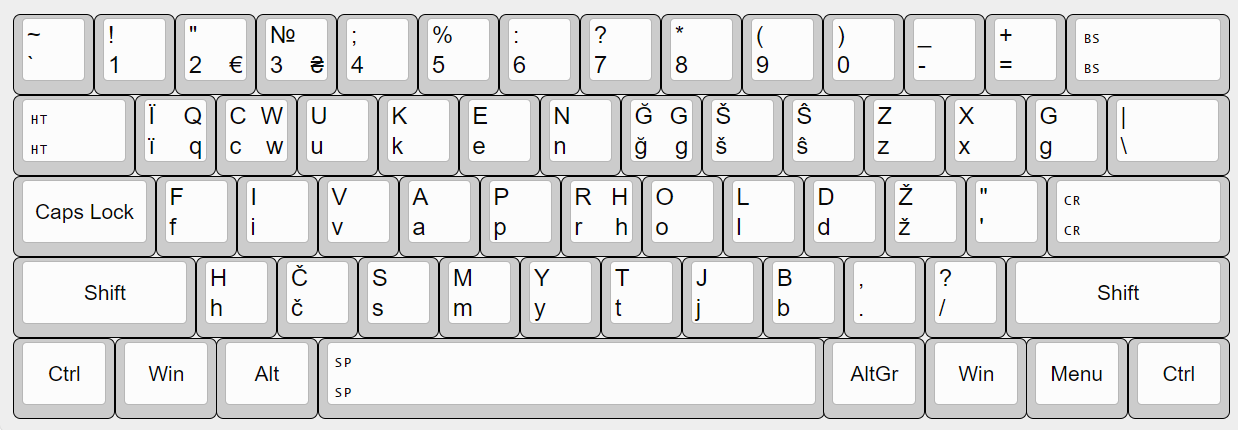 ~ ! " № ; % : ? * ( ) _ + BS
` 1 2 € 3 ₴ 4 5 6 7 8 9 0 - = BS
HT Ï Q C W U K E N Ğ G Š Ŝ Z X G |
HT ï q c w u k e n ğ g š ŝ z x g \
Caps Lock F I V A P R H O L D Ž " CR
f i v a p r h o l d ž ' CR
Shift H Č S M Y T J B , ? Shift
h č s m y t j b . /
Ctrl Win Alt SP AltGr Win Menu Ctrl
SP